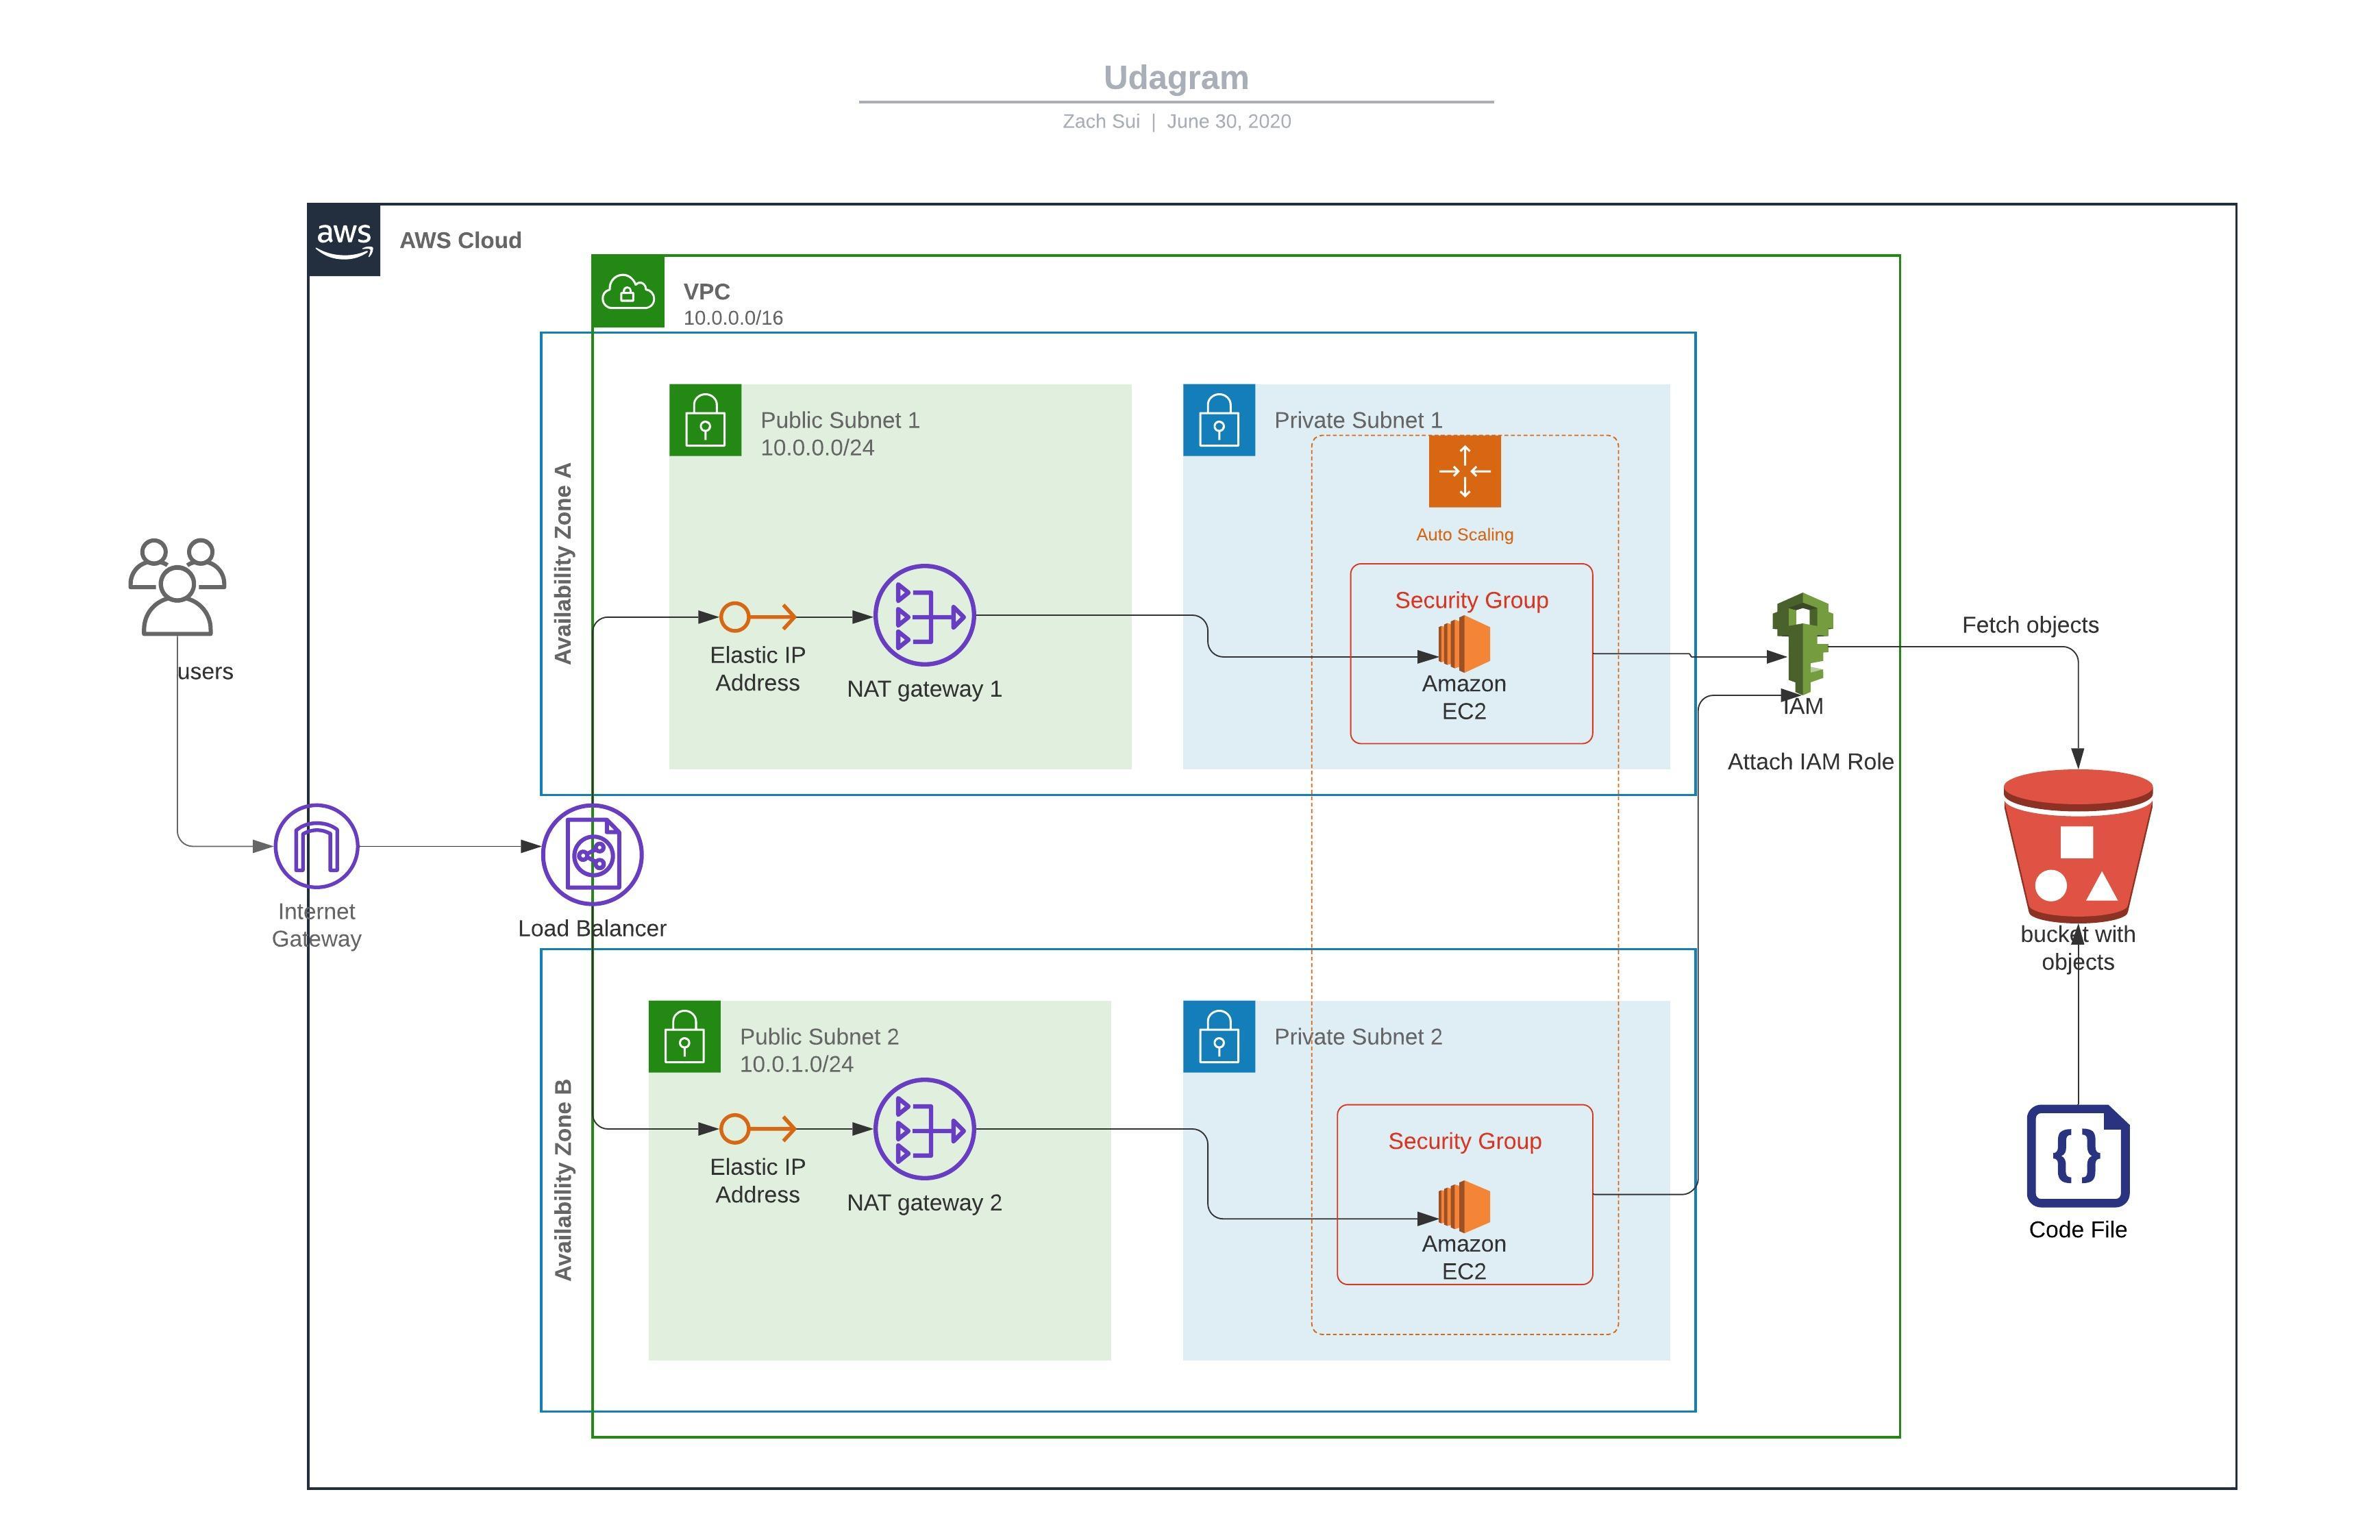 Udagram
Zach Sui | June 30, 2020
aws
AWS Cloud
VPC
10.0.0.0/16
Availability Zone A
Public Subnet 1
10.0.0.0/24
Private Subnet 1
Auto Scaling
Security Group
Elastic IP
Address
NAT gateway 1
Amazon
EC2
users
IAM
Attach IAM Role
Fetch objects
Internet
Gateway
Load Balancer
bucket with
objects
Availability Zone B
Public Subnet 2
10.0.1.0/24
Private Subnet 2
Security Group
Elastic IP
Address
NAT gateway 2
Amazon
EC2
{ }
Code File